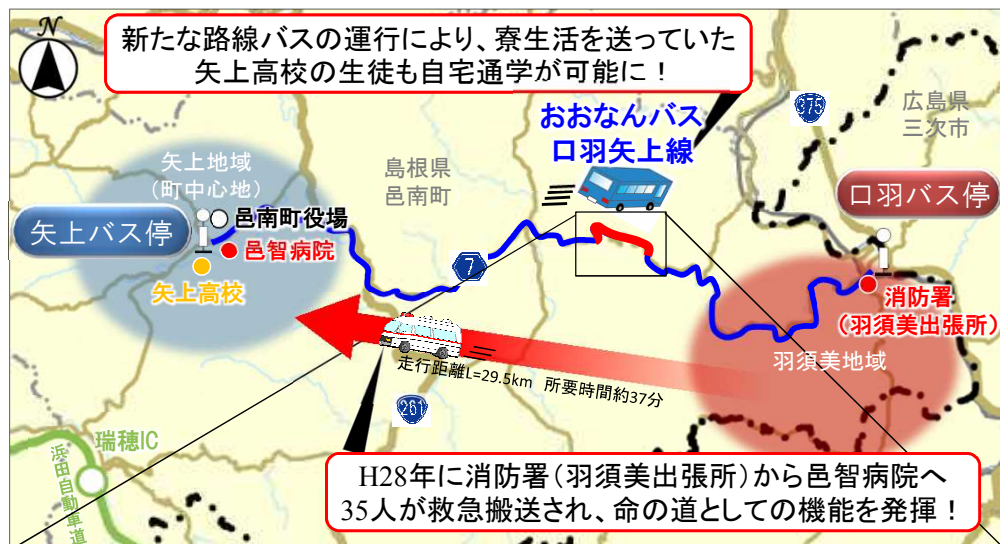 N
新たな路線バスの運行により、寮生活を送っていた
矢上高校の生徒も自宅通学が可能に！
375
広島県
三次市
おおなんバス
口羽矢上線
矢上地域
（町中心地）
島根県
邑南町
口羽バス停
矢上バス停
邑南町役場
邑智病院
矢上高校
7
消防署
（羽須美出張所）
羽須美地域
走行距離L=29.5km 所要時間約37分
261
瑞穂IC
浜田自動車道
H28年に消防署（羽須美出張所）から邑智病院へ
35人が救急搬送され、命の道としての機能を発揮！